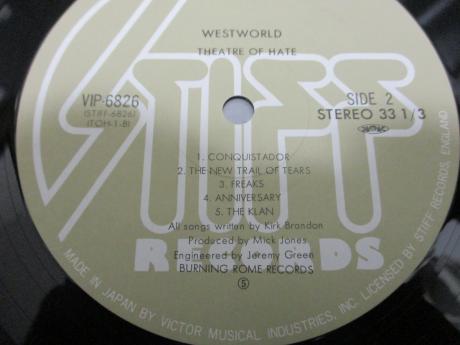 WESTWORLD
THEATRE OF HATE
STIFF
RECORDS
VIP-6826
(STIFF-6826)
(TOH-1-B)
SIDE 2
STEREO 33 1/3
1. CONQUISTADOR
2. THE NEW TRAIL OF TEARS
3. FREAKS
4. ANNIVERSARY
5. THE KLAN
All songs written by Kirk Brandon
Produced by Mick Jones
Engineered by Jeremy Green
BURNING ROME RECORDS
⑤
MADE IN JAPAN BY VICTOR MUSICAL INDUSTRIES, INC. LICENSED BY STIFF RECORDS, ENGLAND